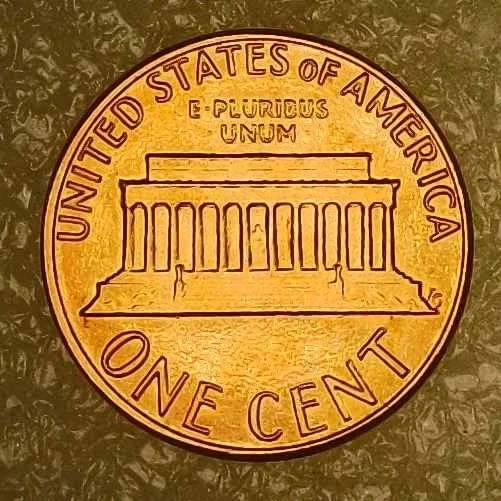 UNITED STATES OF AMERICA
E·PLURIBUS
UNUM
ONE CENT